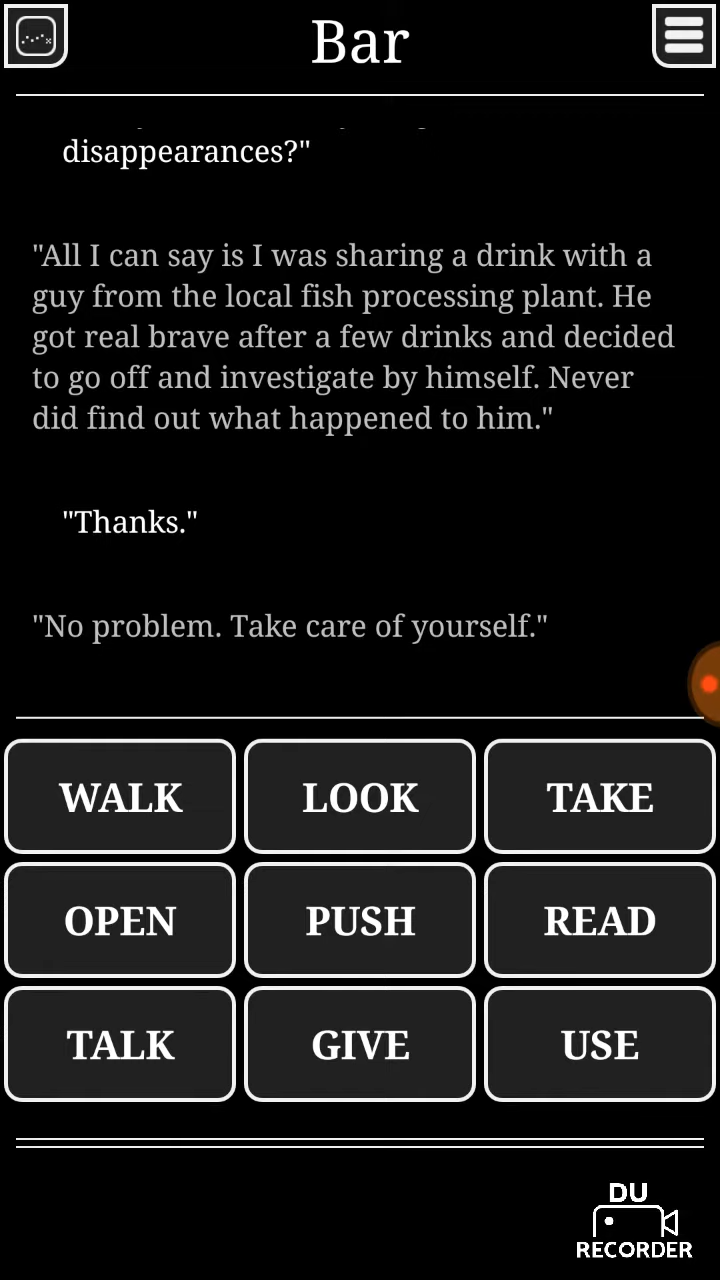 Bar
disappearances?"
"All I can say is I was sharing a drink with a
guy from the local fish processing plant. He
got real brave after a few drinks and decided
to go off and investigate by himself. Never
did find out what happened to him."
"Thanks."
"No problem. Take care of yourself."
WALK LOOK TAKE
OPEN PUSH READ
TALK GIVE USE
DU
RECORDER